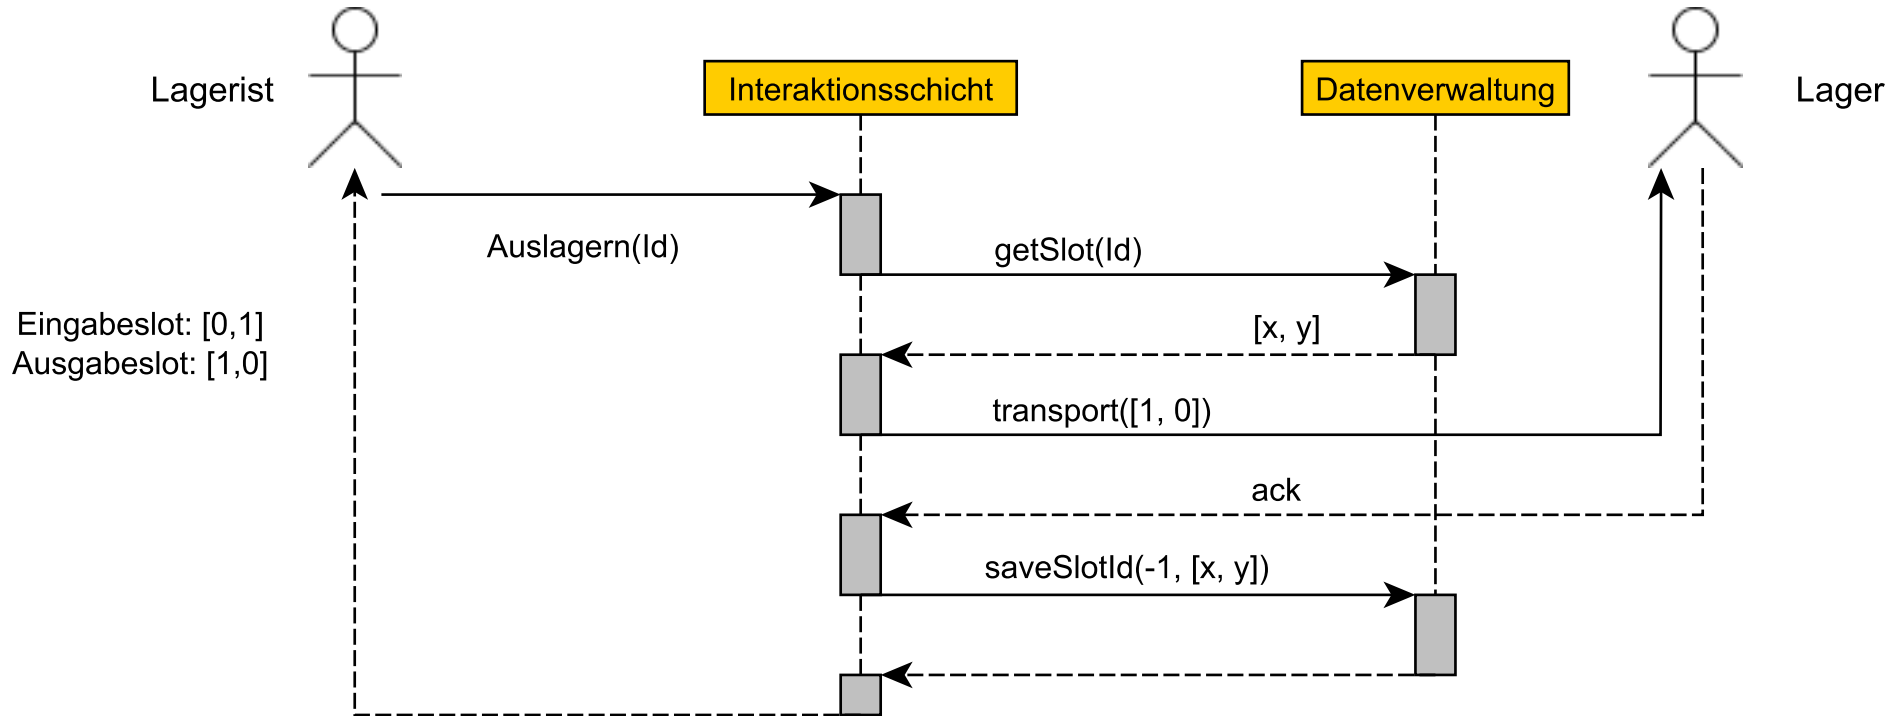 Lagerist
Interaktionsschicht
Datenverwaltung
Lager
Auslagern(Id)
getSlot(Id)
Eingabeslot: [0,1]
Ausgabeslot: [1,0]
[x, y]
transport([1, 0])
ack
saveSlotId(-1, [x, y])